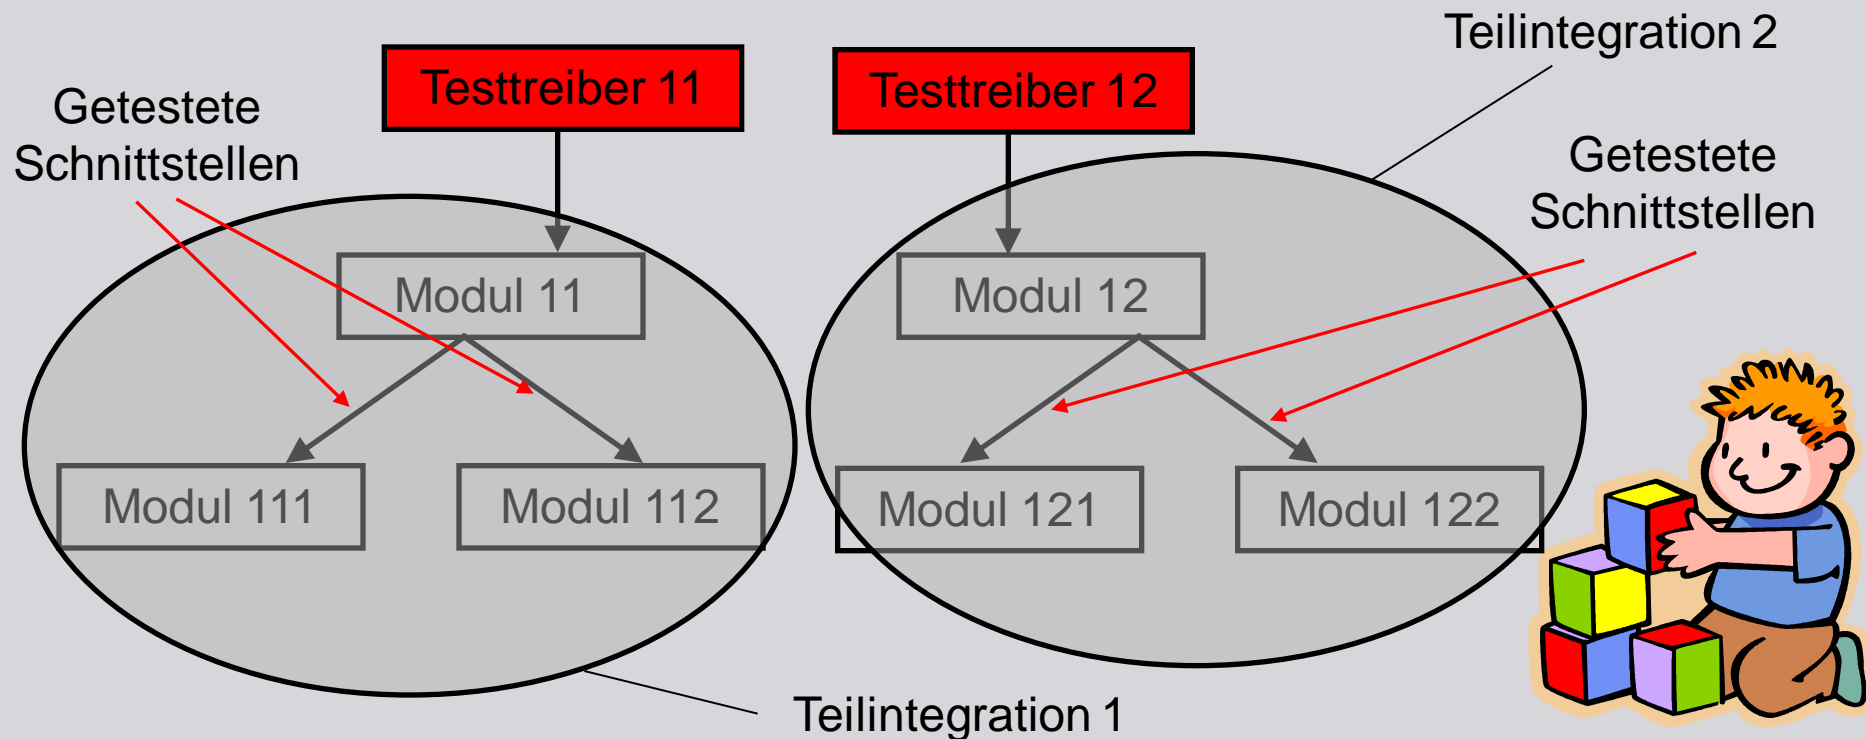 Teilintegration 2
Testtreiber 11
Testtreiber 12
Getestete
Schnittstellen
Getestete
Schnittstellen
Modul 11
Modul 12
Modul 111
Modul 112
Modul 121
Modul 122
Teilintegration 1